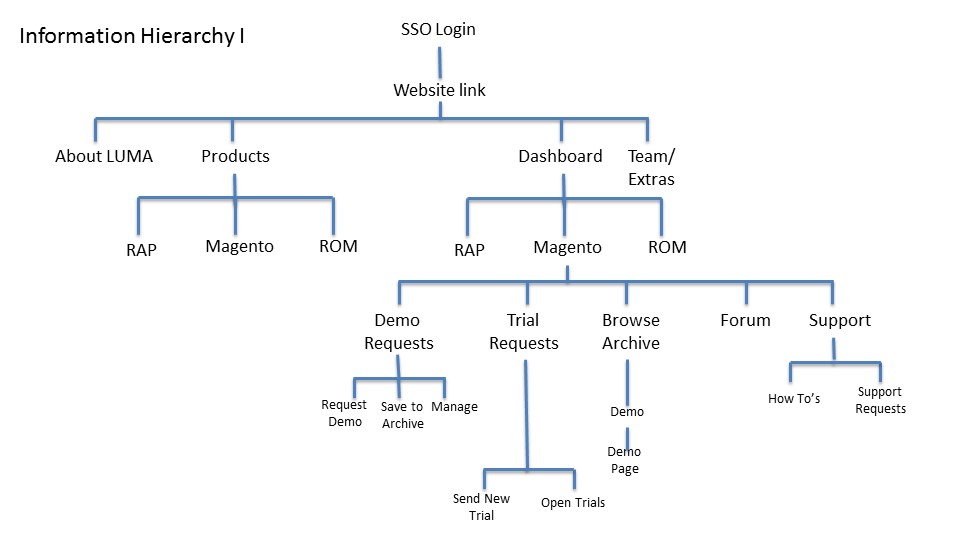 Information Hierarchy I
SSO Login
Website link
About LUMA
Products
Dashboard
Team/
Extras
RAP
Magento
ROM
RAP
Magento
ROM
Demo
Requests
Trial
Requests
Browse
Archive
Forum
Support
Request
Demo
Save to
Archive
Manage
Demo
Demo
Page
How To’s
Support
Requests
Send New
Trial
Open Trials